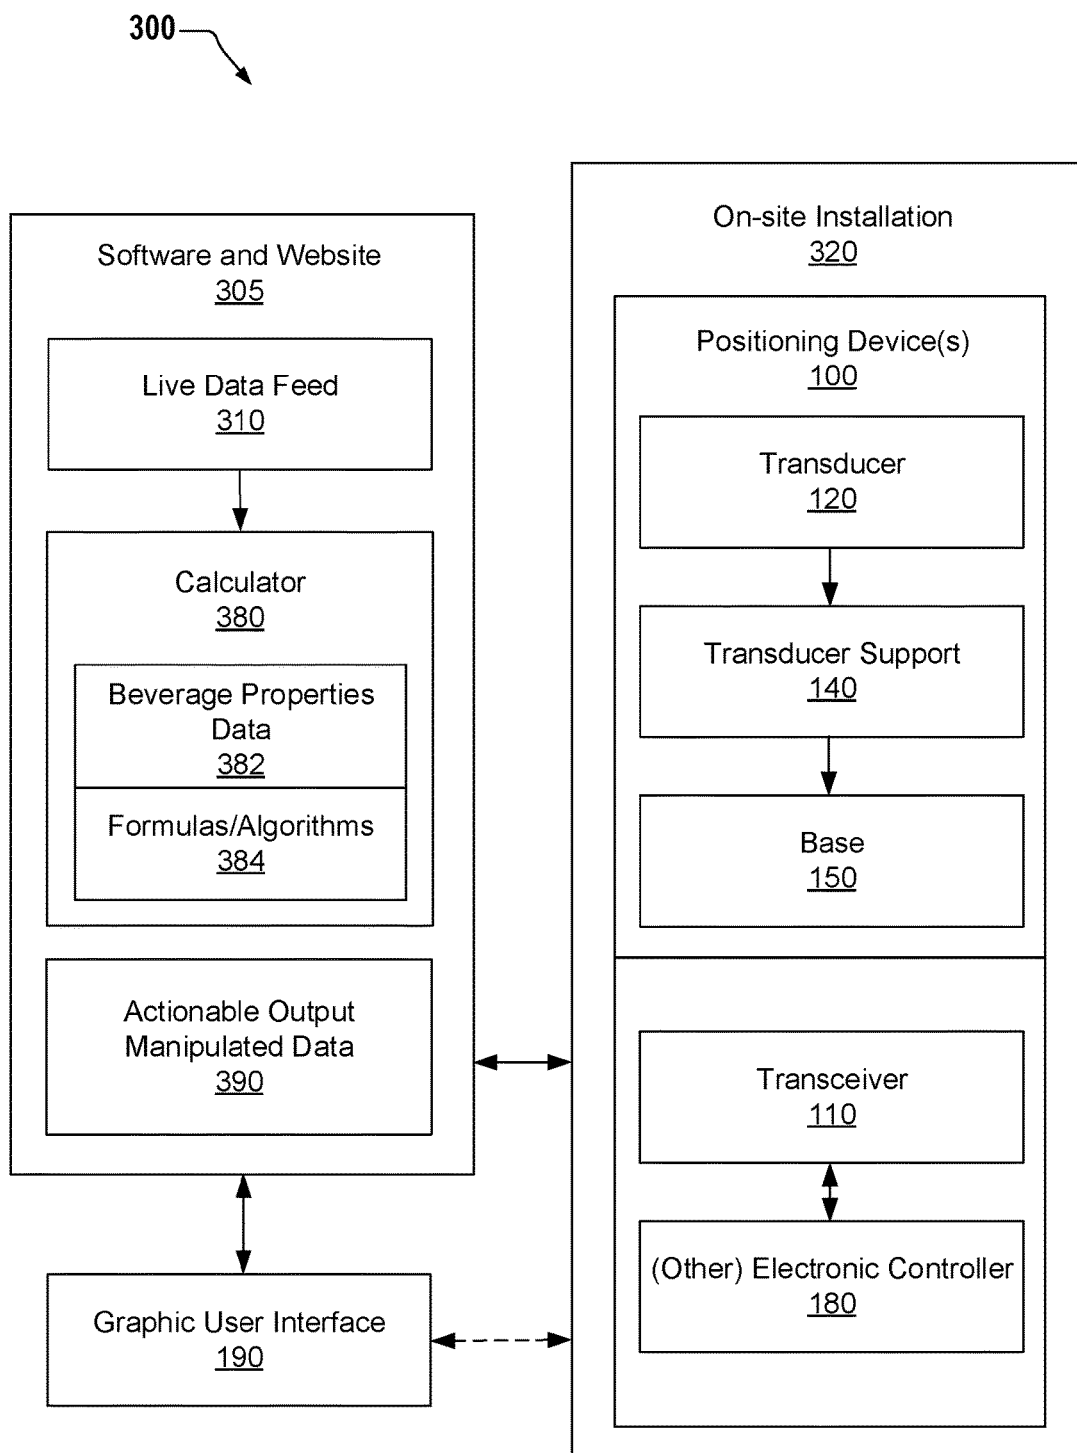 300
Software and Website
305
Live Data Feed
310
Calculator
380
Beverage Properties
Data
382
Formulas/Algorithms
384
Actionable Output
Manipulated Data
390
Graphic User Interface
190
On-site Installation
320
Positioning Device(s)
100
Transducer
120
Transducer Support
140
Base
150
Transceiver
110
(Other) Electronic Controller
180